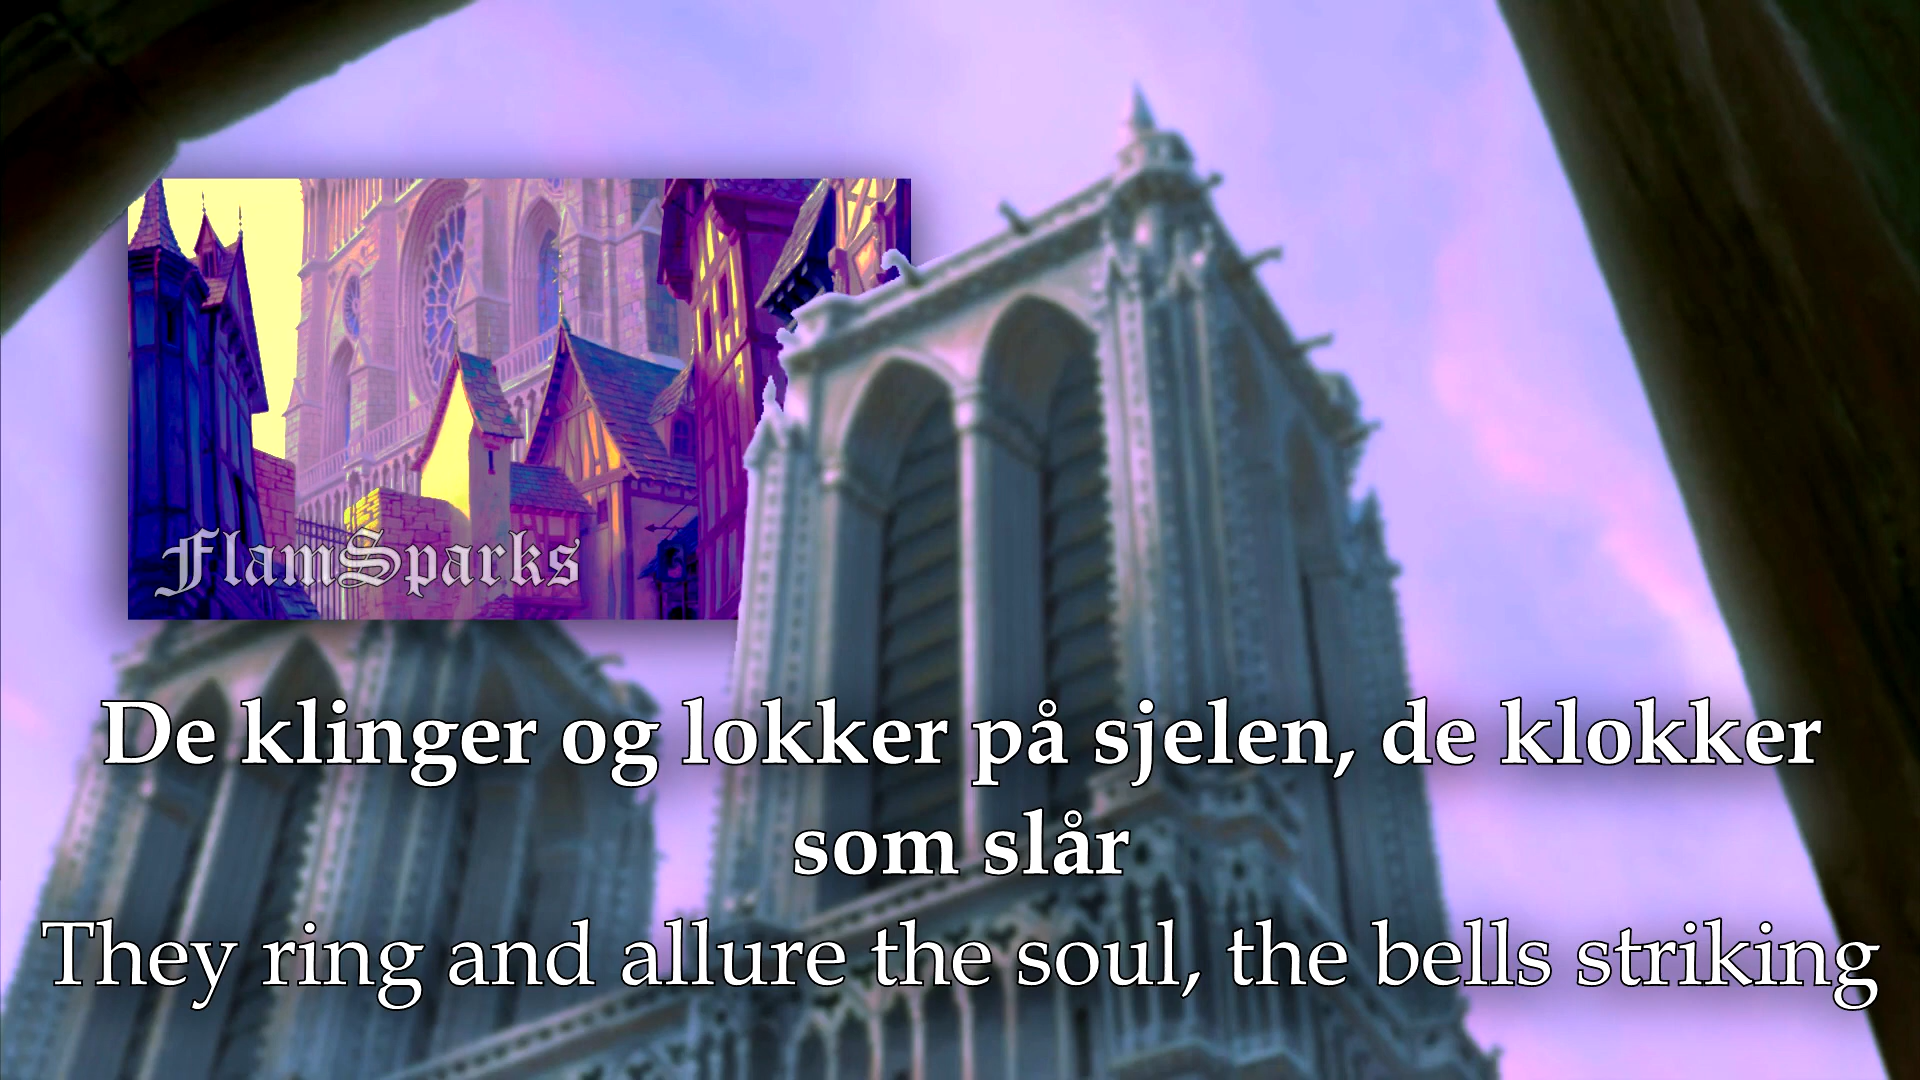 FlamSparks
De klinger og lokker på sjelen, de klokker
som slår
They ring and allure the soul, the bells striking